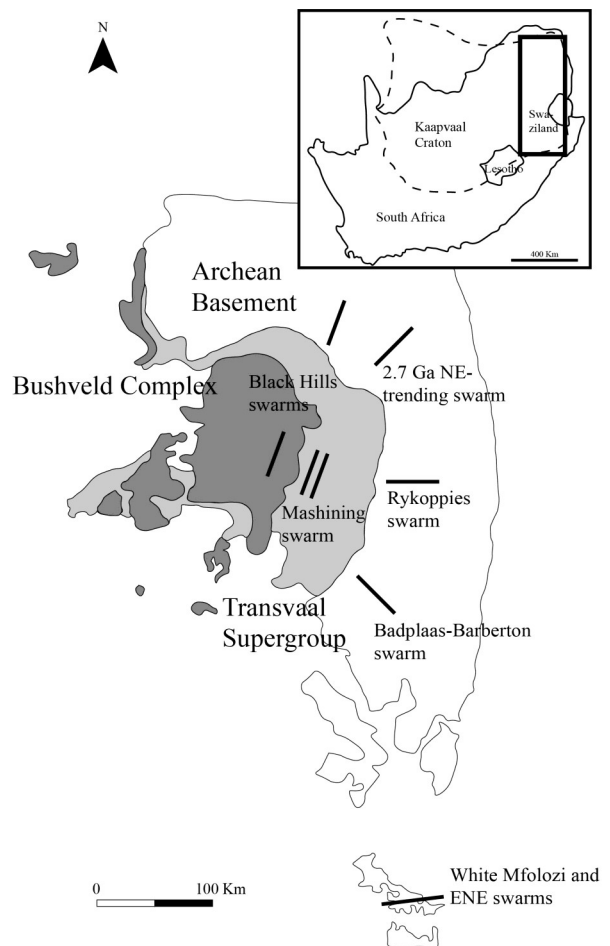 N
Kaapvaal
Craton
Swa-
ziland
Lesotho
South Africa
400 Km
Archean
Basement
Bushveld Complex
Black Hills
swarms
2.7 Ga NE-
trending swarm
Rykoppies
swarm
Mashining
swarm
Transvaal
Supergroup
Badplaas-Barberton
swarm
White Mfolozi and
ENE swarms
0 100 Km